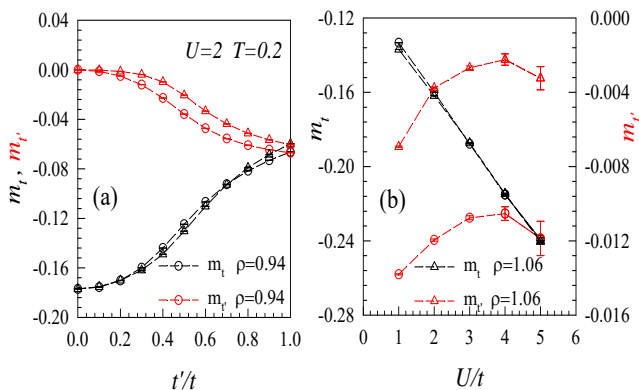 U=2 T=0.2
m_t, m_t'
0.00
-0.04
-0.08
-0.12
-0.16
-0.20
(a)
m_t ρ=0.94
m_t' ρ=0.94
0.0 0.2 0.4 0.6 0.8 1.0
t'/t
m_t
-0.12
-0.16
-0.20
-0.24
-0.28
(b)
m_t ρ=1.06
m_t' ρ=1.06
0 1 2 3 4 5 6
U/t
0.000
-0.004
-0.008
-0.012
-0.016
m_t'